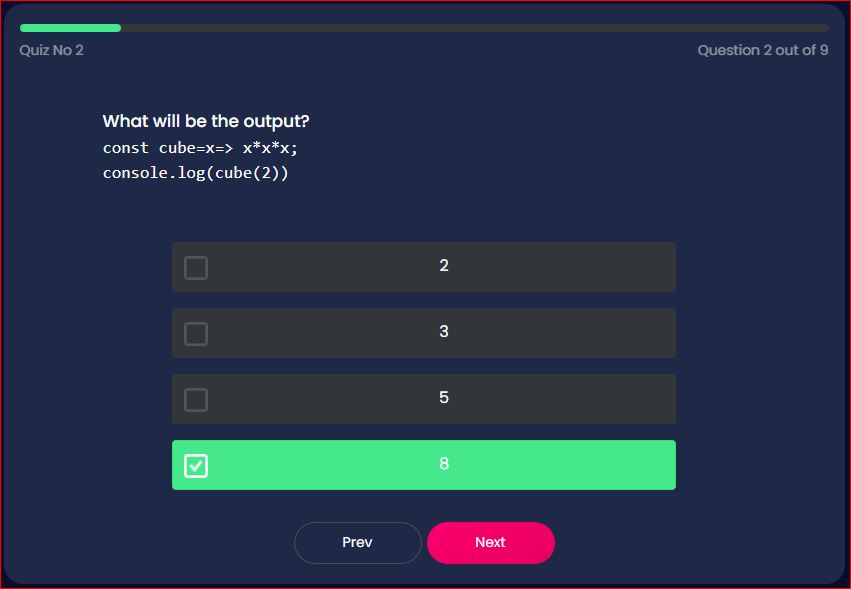 Quiz No 2
Question 2 out of 9
What will be the output?
const cube=x=> x*x*x;
console.log(cube(2))
2
3
5
8
Prev
Next